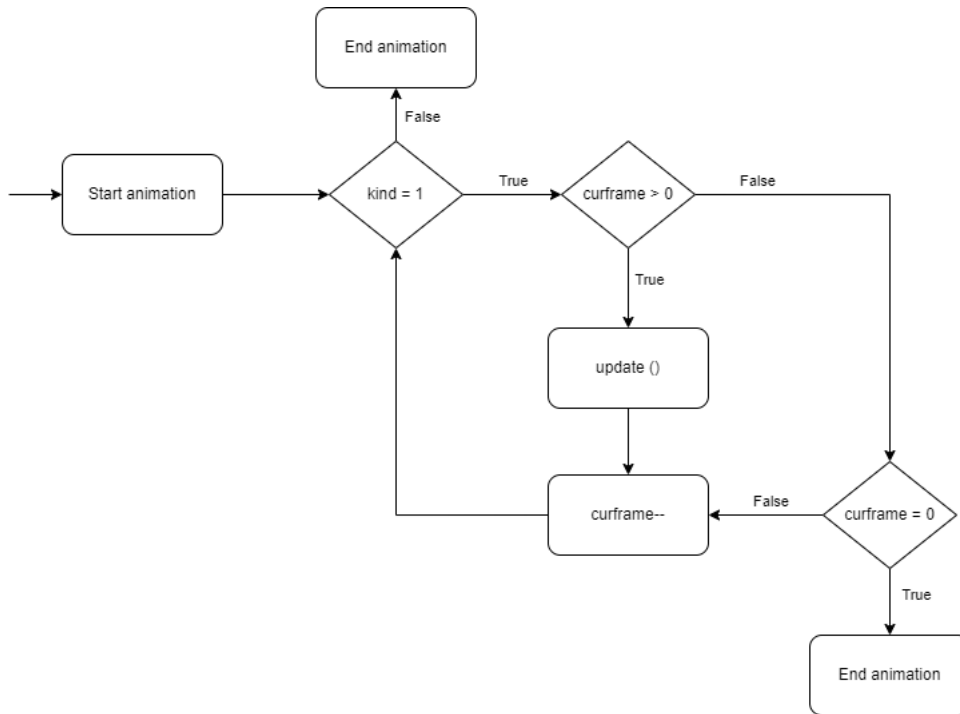 End animation
False
Start animation
kind = 1
True
curframe > 0
False
True
update ()
curframe--
False
curframe = 0
True
End animation